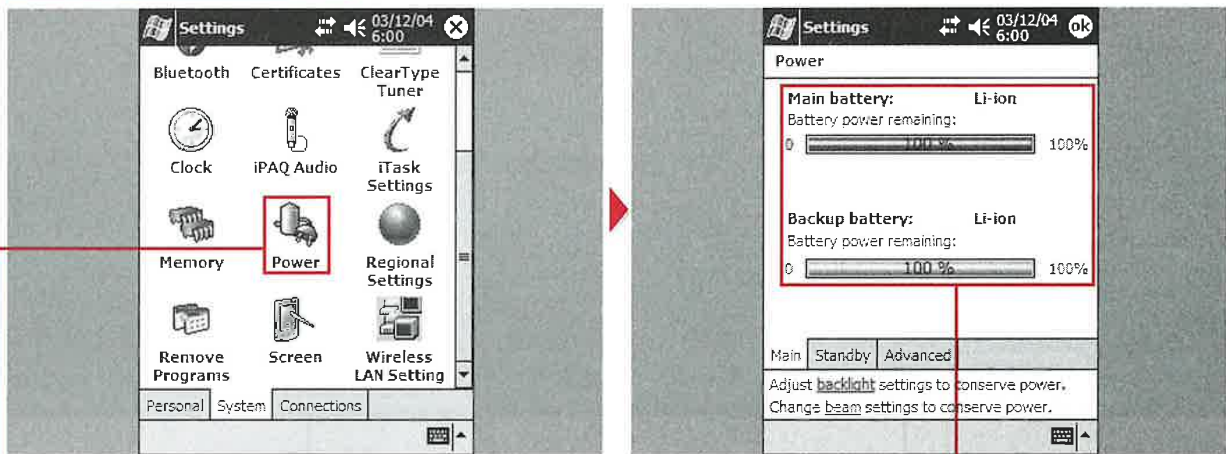 Settings
03/12/04
6:00
Bluetooth
Certificates
ClearType
Tuner
Clock
iPAQ Audio
iTask
Settings
Memory
Power
Regional
Settings
Remove
Programs
Screen
Wireless
LAN Setting
Personal
System
Connections
Settings
03/12/04
6:00
ok
Power
Main battery: Li-ion
Battery power remaining:
0 100 % 100%
Backup battery: Li-ion
Battery power remaining:
0 100 % 100%
Main
Standby
Advanced
Adjust backlight settings to conserve power.
Change beam settings to conserve power.